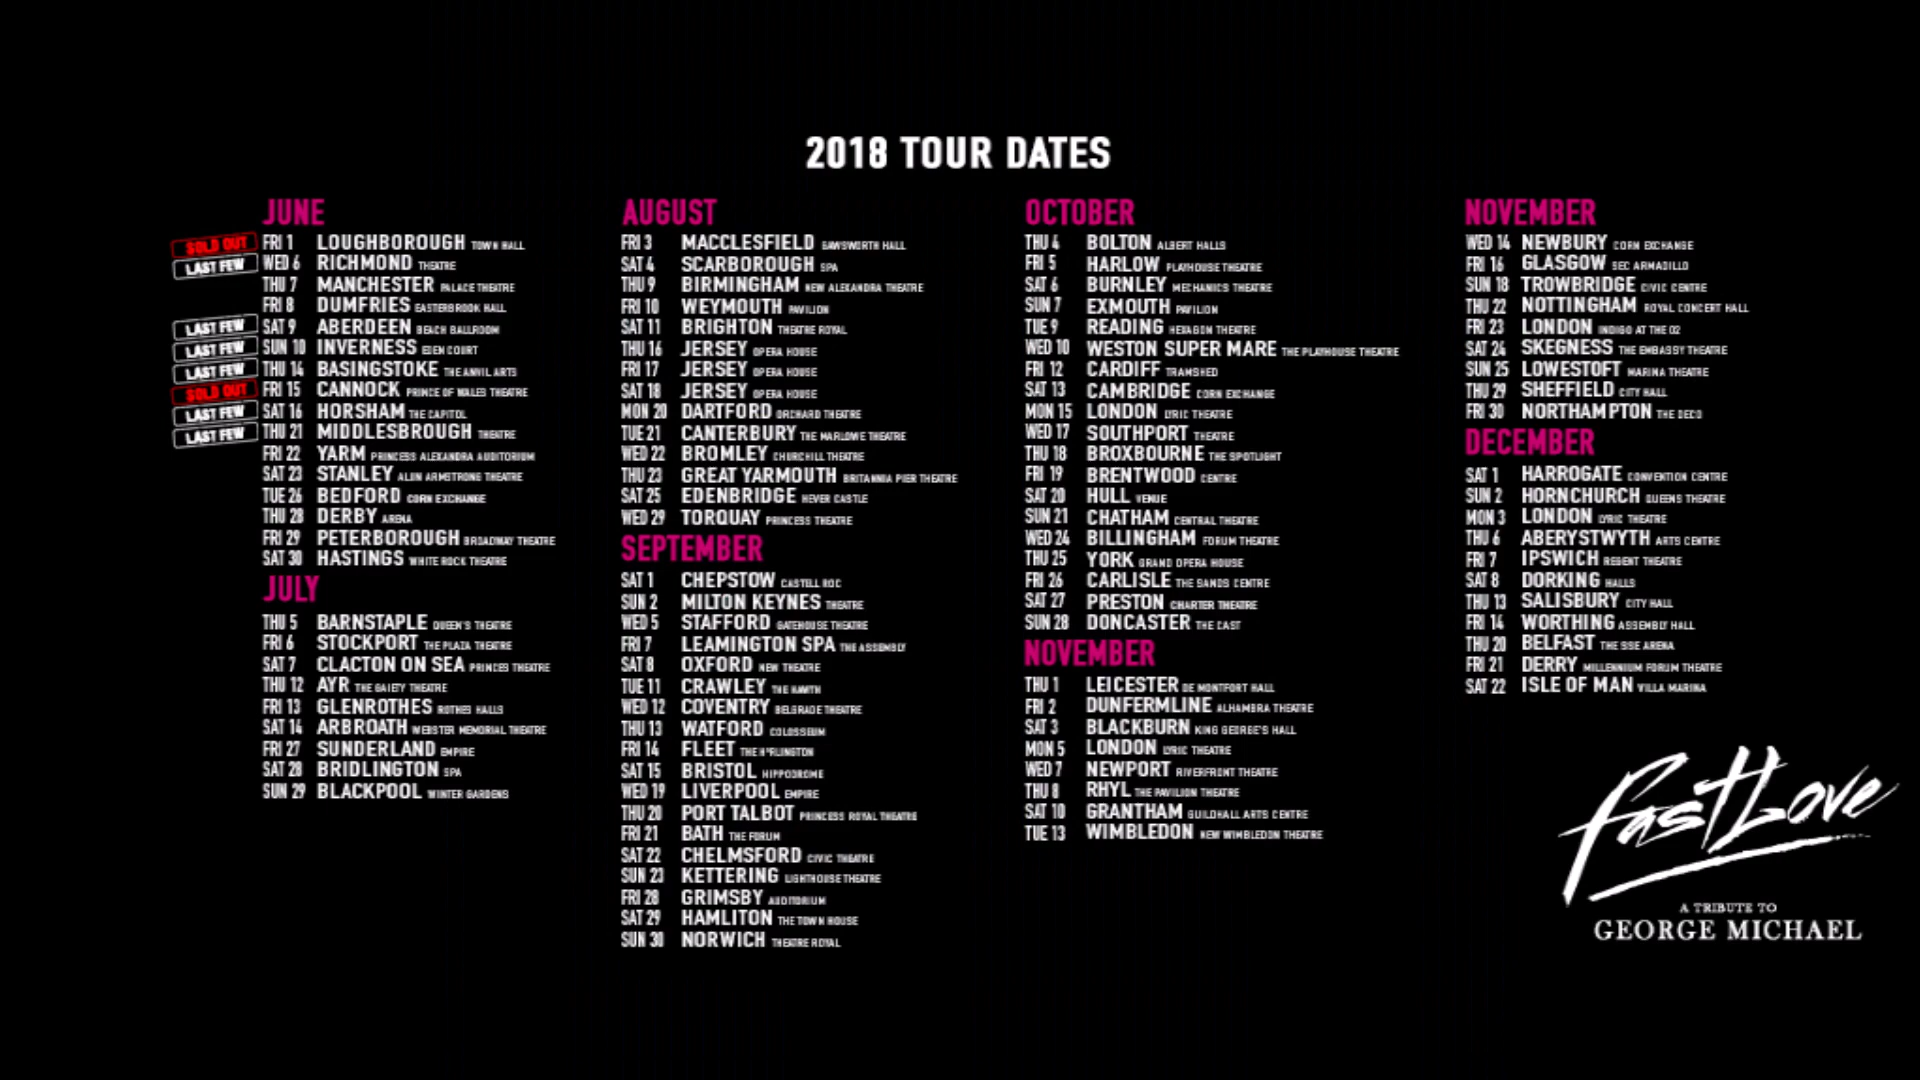 2018 TOUR DATES
JUNE
SOLD OUT FRI 1 LOUGHBOROUGH TOWN HALL
LAST FEW WED 6 RICHMOND THEATRE
THU 7 MANCHESTER PALACE THEATRE
FRI 8 DUMFRIES EASTERBROOK HALL
LAST FEW SAT 9 ABERDEEN BEACH BALLROOM
LAST FEW SUN 10 INVERNESS EDEN COURT
LAST FEW THU 14 BASINGSTOKE THE ANVIL ARTS
SOLD OUT FRI 15 CANNOCK PRINCE OF WALES THEATRE
LAST FEW SAT 16 HORSHAM THE CAPITOL
LAST FEW THU 21 MIDDLESBROUGH THEATRE
FRI 22 YARM PRINCESS ALEXANDRA AUDITORIUM
SAT 23 STANLEY ALUN ARMSTRONG THEATRE
TUE 26 BEDFORD CORN EXCHANGE
THU 28 DERBY ARENA
FRI 29 PETERBOROUGH BROADWAY THEATRE
SAT 30 HASTINGS WHITE ROCK THEATRE
JULY
THU 5 BARNSTAPLE QUEEN'S THEATRE
FRI 6 STOCKPORT THE PLAZA THEATRE
SAT 7 CLACTON ON SEA PRINCES THEATRE
THU 12 AYR THE GAIETY THEATRE
FRI 13 GLENROTHES ROTHES HALLS
SAT 14 ARBROATH WEBSTER MEMORIAL THEATRE
FRI 27 SUNDERLAND EMPIRE
SAT 28 BRIDLINGTON SPA
SUN 29 BLACKPOOL WINTER GARDENS
AUGUST
FRI 3 MACCLESFIELD GAWSWORTH HALL
SAT 4 SCARBOROUGH SPA
THU 9 BIRMINGHAM NEW ALEXANDRA THEATRE
FRI 10 WEYMOUTH PAVILION
SAT 11 BRIGHTON THEATRE ROYAL
THU 16 JERSEY OPERA HOUSE
FRI 17 JERSEY OPERA HOUSE
SAT 18 JERSEY OPERA HOUSE
MON 20 DARTFORD ORCHARD THEATRE
TUE 21 CANTERBURY THE MARLOWE THEATRE
WED 22 BROMLEY CHURCHILL THEATRE
THU 23 GREAT YARMOUTH BRITANNIA PIER THEATRE
SAT 25 EDENBRIDGE HEVER CASTLE
WED 29 TORQUAY PRINCESS THEATRE
SEPTEMBER
SAT 1 CHEPSTOW CASTELL ROC
SUN 2 MILTON KEYNES THEATRE
WED 5 STAFFORD GATEHOUSE THEATRE
FRI 7 LEAMINGTON SPA THE ASSEMBLY
SAT 8 OXFORD NEW THEATRE
TUE 11 CRAWLEY THE HAWTH
WED 12 COVENTRY BELGRADE THEATRE
THU 13 WATFORD COLOSSEUM
FRI 14 FLEET THE
SAT 15 BRISTOL HIPPODROME
WED 19 LIVERPOOL EMPIRE
THU 20 PORT TALBOT PRINCESS ROYAL THEATRE
FRI 21 BATH THE FORUM
SAT 22 CHELMSFORD CIVIC THEATRE
SUN 23 KETTERING LIGHTHOUSE THEATRE
FRI 28 GRIMSBY AUDITORIUM
SAT 29 HAMLITON THE TOWN HOUSE
SUN 30 NORWICH THEATRE ROYAL
OCTOBER
THU 4 BOLTON ALBERT HALLS
FRI 5 HARLOW PLAYHOUSE THEATRE
SAT 6 BURNLEY MECHANICS THEATRE
SUN 7 EXMOUTH PAVILION
TUE 9 READING HEXAGON THEATRE
WED 10 WESTON SUPER MARE THE PLAYHOUSE THEATRE
FRI 12 CARDIFF TRAMSHED
SAT 13 CAMBRIDGE CORN EXCHANGE
MON 15 LONDON LYRIC THEATRE
WED 17 SOUTHPORT THEATRE
THU 18 BROXBOURNE THE SPOTLIGHT
FRI 19 BRENTWOOD CENTRE
SAT 20 HULL VENUE
SUN 21 CHATHAM CENTRAL THEATRE
WED 24 BILLINGHAM FORUM THEATRE
THU 25 YORK GRAND OPERA HOUSE
FRI 26 CARLISLE THE SANDS CENTRE
SAT 27 PRESTON CHARTER THEATRE
SUN 28 DONCASTER THE CAST
NOVEMBER
THU 1 LEICESTER DE MONTFORT HALL
FRI 2 DUNFERMLINE ALHAMBRA THEATRE
SAT 3 BLACKBURN KING GEORGE'S HALL
MON 5 LONDON LYRIC THEATRE
WED 7 NEWPORT RIVERFRONT THEATRE
THU 8 RHYL THE PAVILION THEATRE
SAT 10 GRANTHAM GUILDHALL ARTS CENTRE
TUE 13 WIMBLEDON NEW WIMBLEDON THEATRE
NOVEMBER
WED 14 NEWBURY CORN EXCHANGE
FRI 16 GLASGOW SEC ARMADILLO
SUN 18 TROWBRIDGE CIVIC CENTRE
THU 22 NOTTINGHAM ROYAL CONCERT HALL
FRI 23 LONDON INDIGO AT THE O2
SAT 24 SKEGNESS THE EMBASSY THEATRE
SUN 25 LOWESTOFT MARINA THEATRE
THU 29 SHEFFIELD CITY HALL
FRI 30 NORTHAMPTON THE DECO
DECEMBER
SAT 1 HARROGATE CONVENTION CENTRE
SUN 2 HORNCHURCH QUEENS THEATRE
MON 3 LONDON LYRIC THEATRE
THU 6 ABERYSTWYTH ARTS CENTRE
FRI 7 IPSWICH REGENT THEATRE
SAT 8 DORKING HALLS
THU 13 SALISBURY CITY HALL
FRI 14 WORTHING ASSEMBLY HALL
THU 20 BELFAST THE SSE ARENA
FRI 21 DERRY MILLENNIUM FORUM THEATRE
SAT 22 ISLE OF MAN VILLA MARINA
FastLove
A TRIBUTE TO
GEORGE MICHAEL